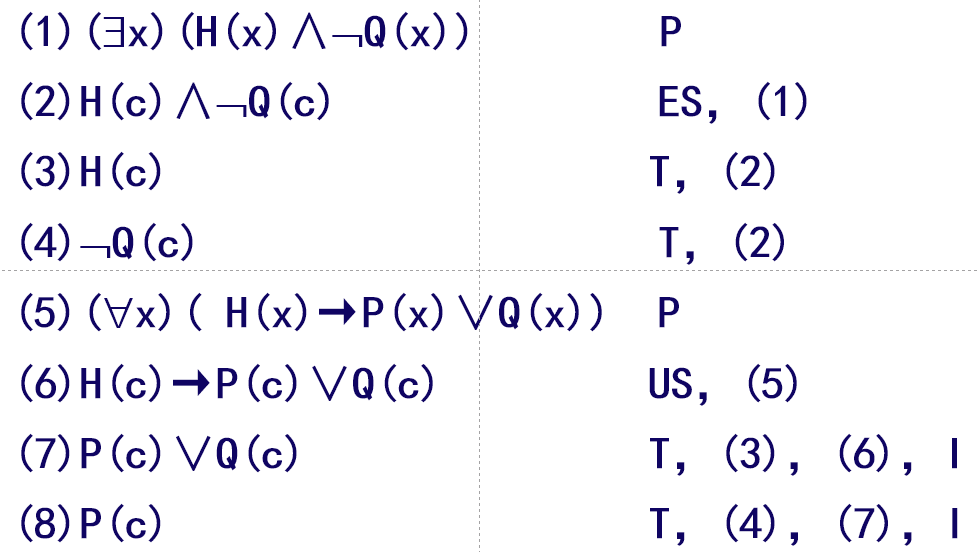 (1)(∃x)(H(x)∧¬Q(x)) P
(2)H(c)∧¬Q(c) ES, (1)
(3)H(c) T, (2)
(4)¬Q(c) T, (2)
(5)(∀x)( H(x)→P(x)∨Q(x)) P
(6)H(c)→P(c)∨Q(c) US, (5)
(7)P(c)∨Q(c) T, (3), (6), I
(8)P(c) T, (4), (7), I